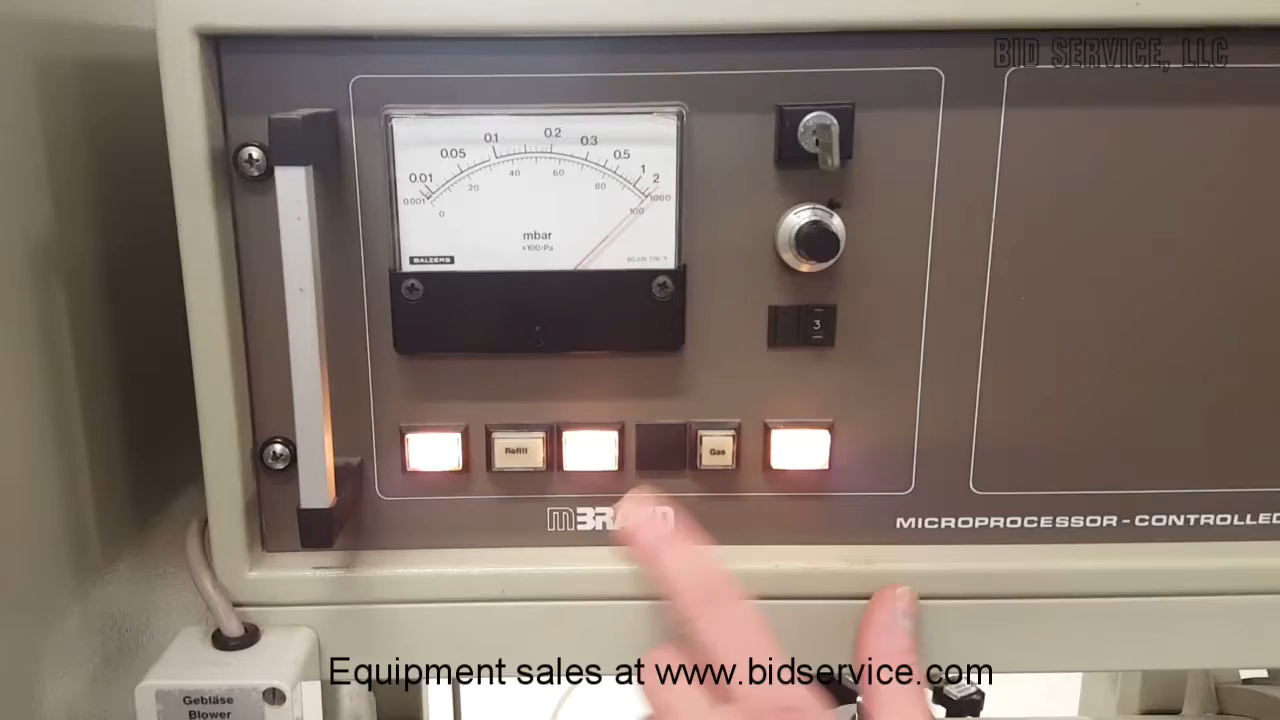 BID SERVICE, LLC
0.001 0.01 0.05 0.1 0.2 0.3 0.5 1 2 1000
0 20 40 60 80 100
mbar
x100-Pa
BALZERS
3
Refill
Gas
MICROPROCESSOR-CONTROLLED
Equipment sales at www.bidservice.com
Gebläse
Blower